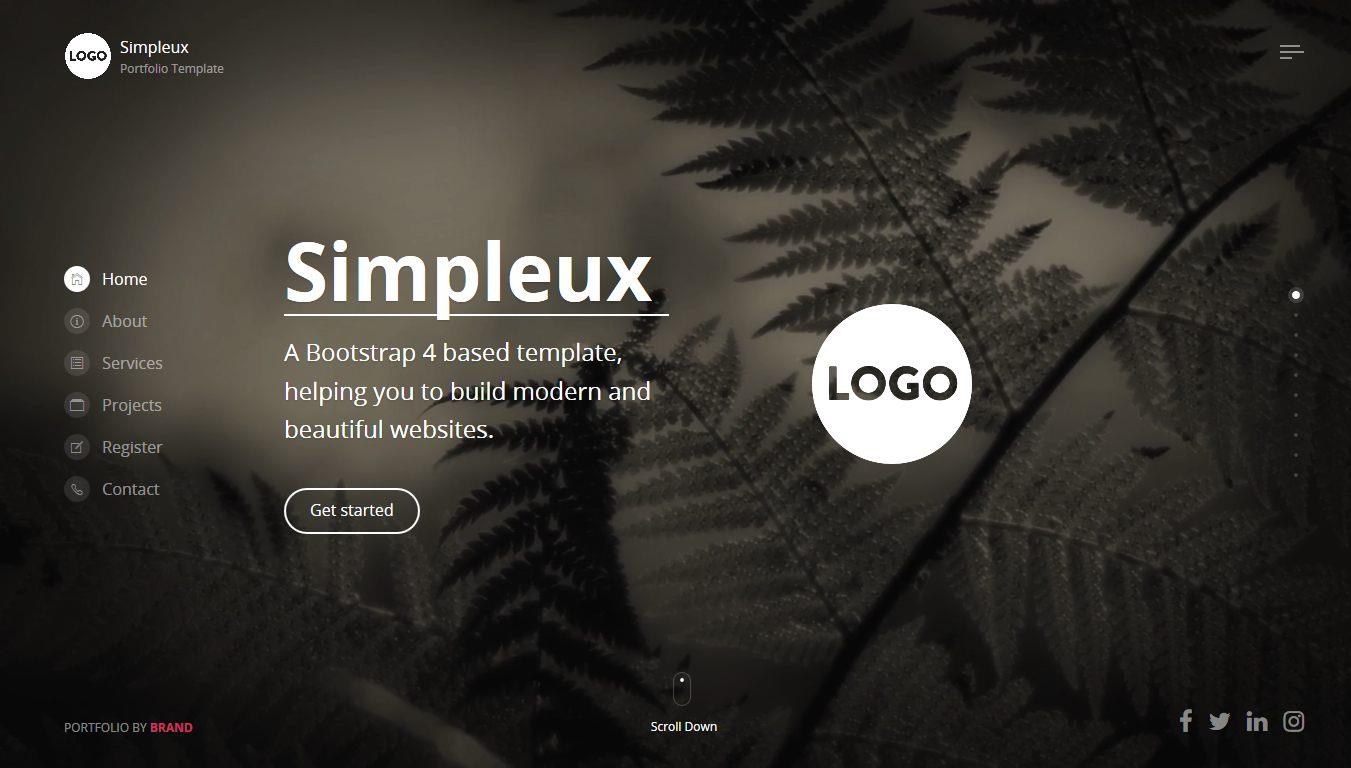 LOGO
Simpleux
Portfolio Template
Home
About
Services
Projects
Register
Contact
Simpleux
A Bootstrap 4 based template,
helping you to build modern and
beautiful websites.
Get started
LOGO
PORTFOLIO BY BRAND
Scroll Down